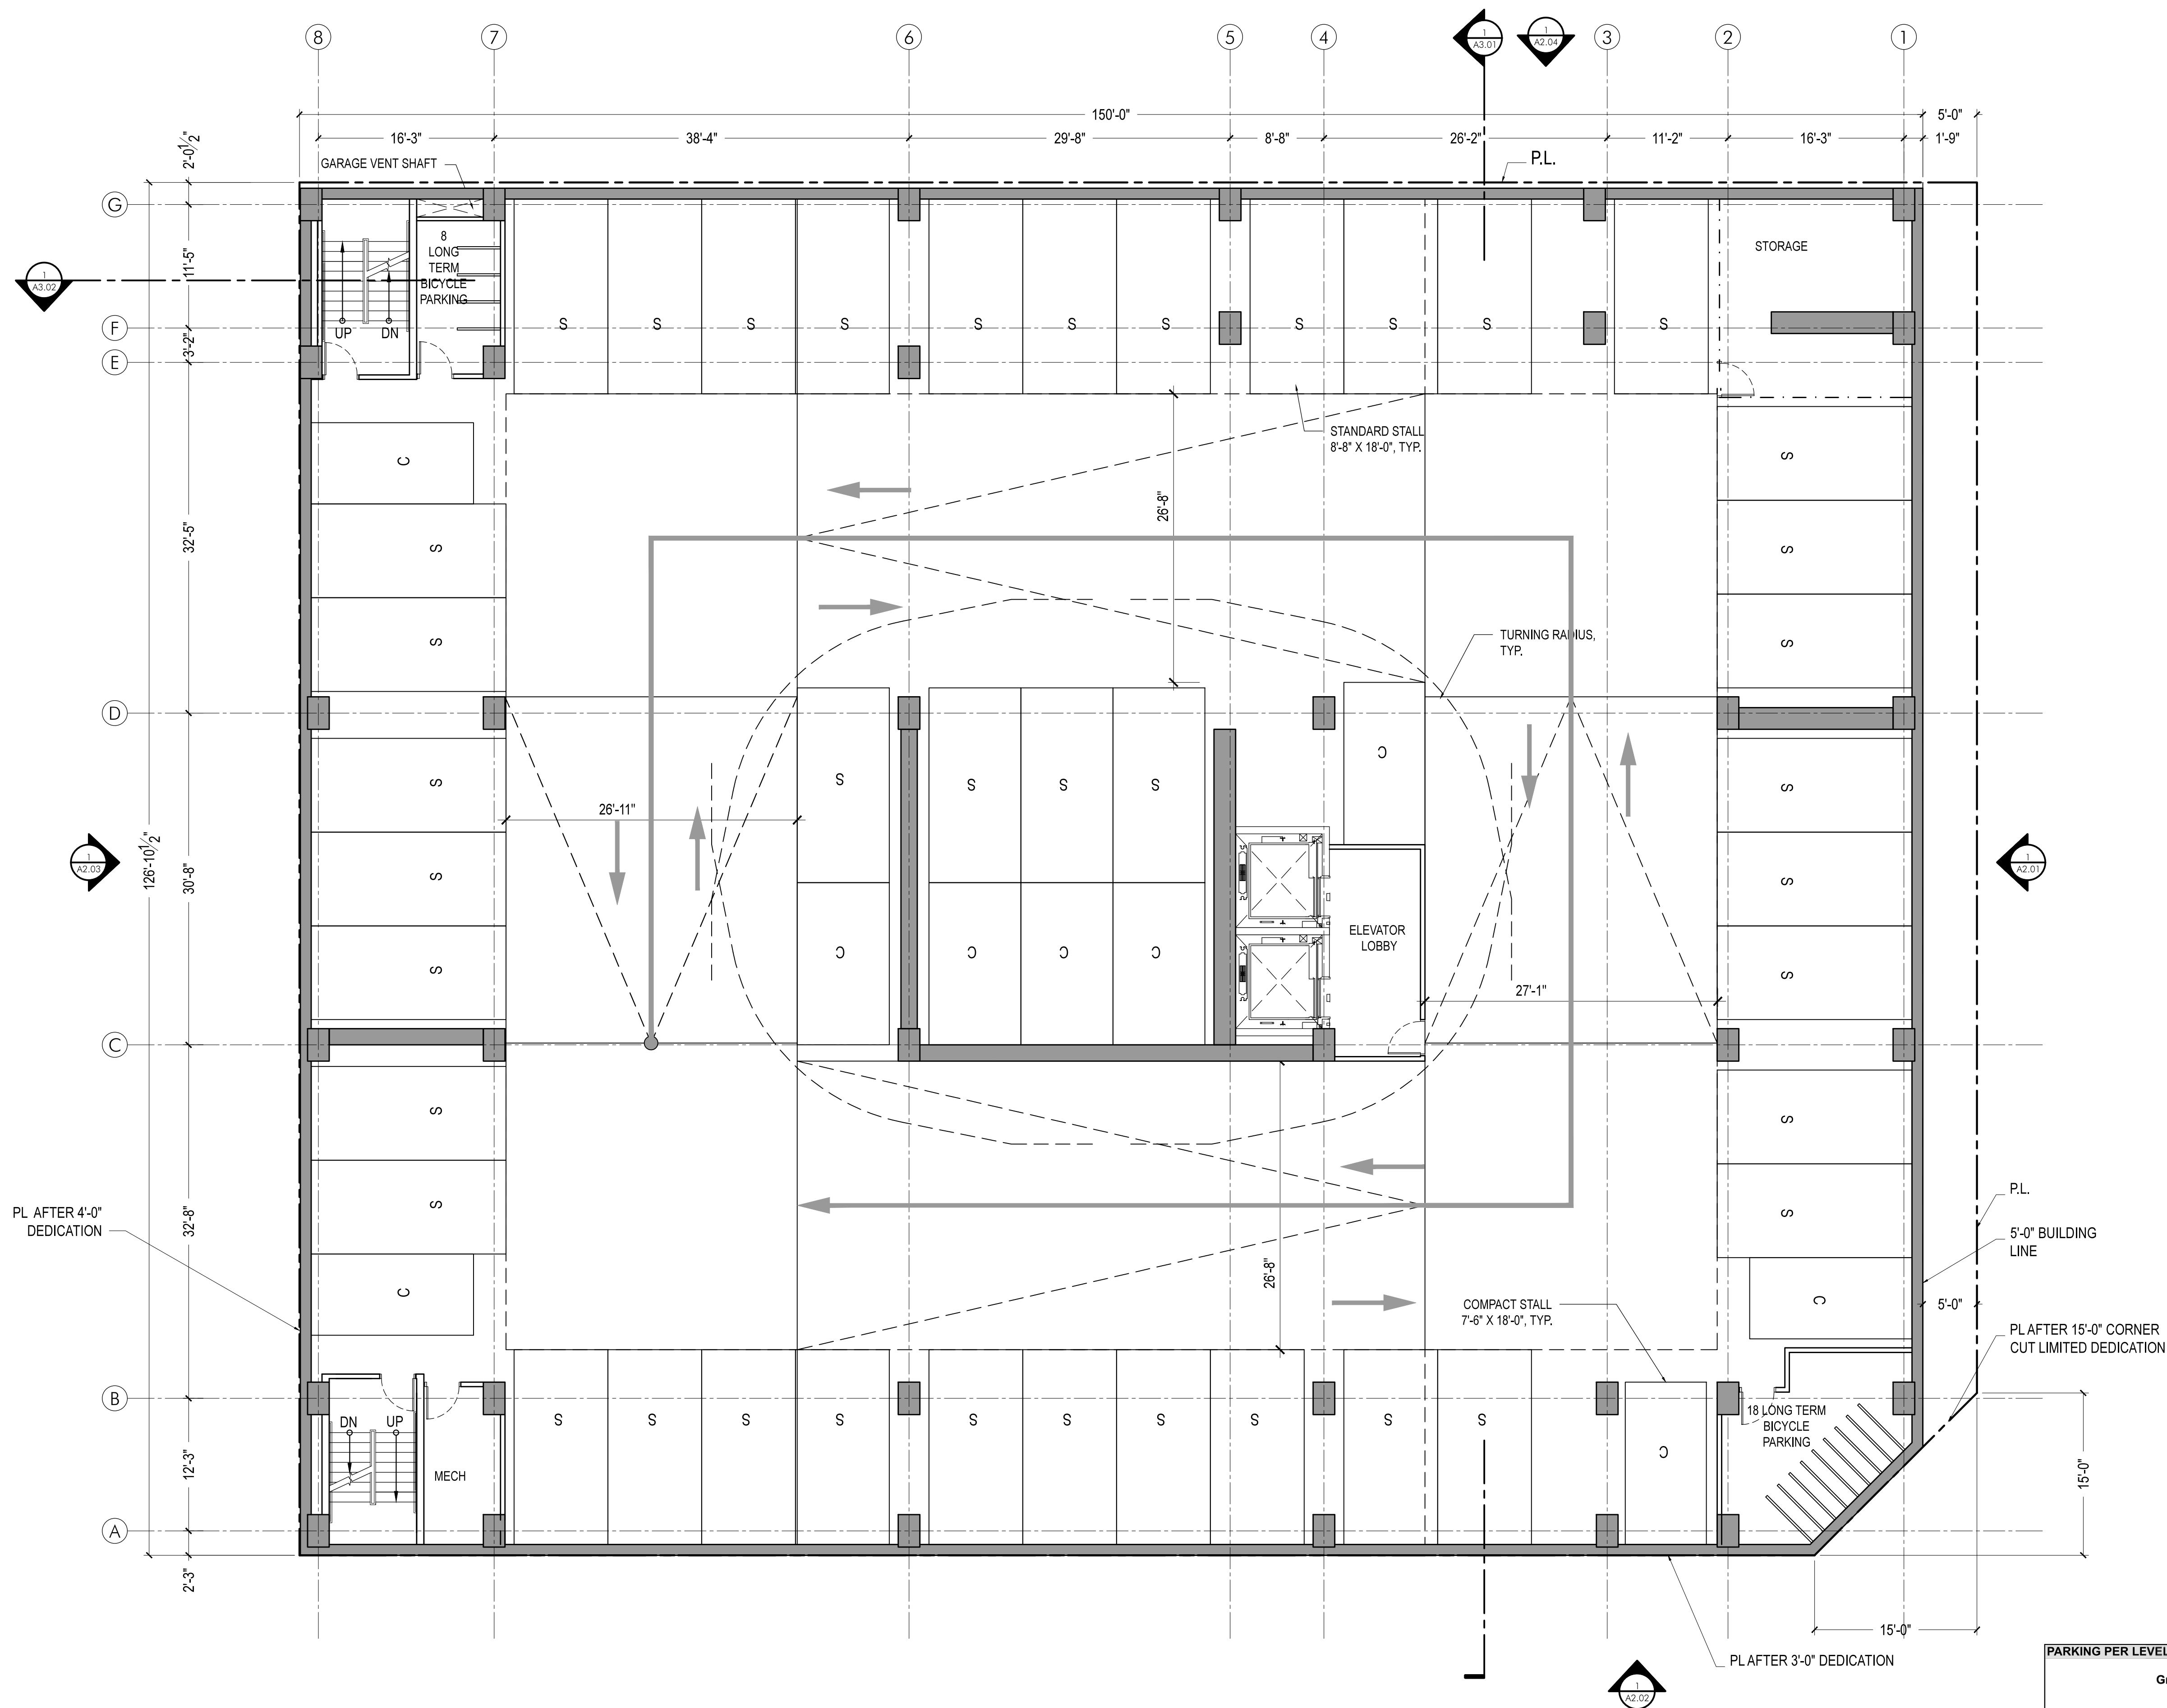 8
7
6
5
4
1
A3.01
1
A2.04
3
2
1
150'-0"
5'-0"
16'-3"
38'-4"
29'-8"
8'-8"
26'-2"
11'-2"
16'-3"
1'-9"
2'-0 1/2"
GARAGE VENT SHAFT
P.L.
G
11'-5"
8
LONG
TERM
BICYCLE
PARKING
STORAGE
1
A3.02
F
UP
DN
S
S
S
S
S
S
S
S
S
S
S
3'-2"
E
STANDARD STALL
8'-8" X 18'-0", TYP.
C
S
26'-8"
32'-5"
S
S
S
S
TURNING RADIUS,
TYP.
S
D
C
S
S
S
S
S
S
26'-11"
1
A2.03
126'-10 1/2"
30'-8"
S
S
1
A2.01
ELEVATOR
LOBBY
C
C
C
C
S
S
27'-1"
C
S
S
S
S
PL AFTER 4'-0"
DEDICATION
32'-8"
P.L.
5'-0" BUILDING
LINE
26'-8"
C
C
COMPACT STALL
7'-6" X 18'-0", TYP.
5'-0"
PL AFTER 15'-0" CORNER
CUT LIMITED DEDICATION
B
DN
UP
S
S
S
S
S
S
S
S
S
S
18 LONG TERM
BICYCLE
PARKING
C
12'-3"
MECH
15'-0"
A
2'-3"
15'-0"
PL AFTER 3'-0" DEDICATION
1
A2.02
PARKING PER LEVEL